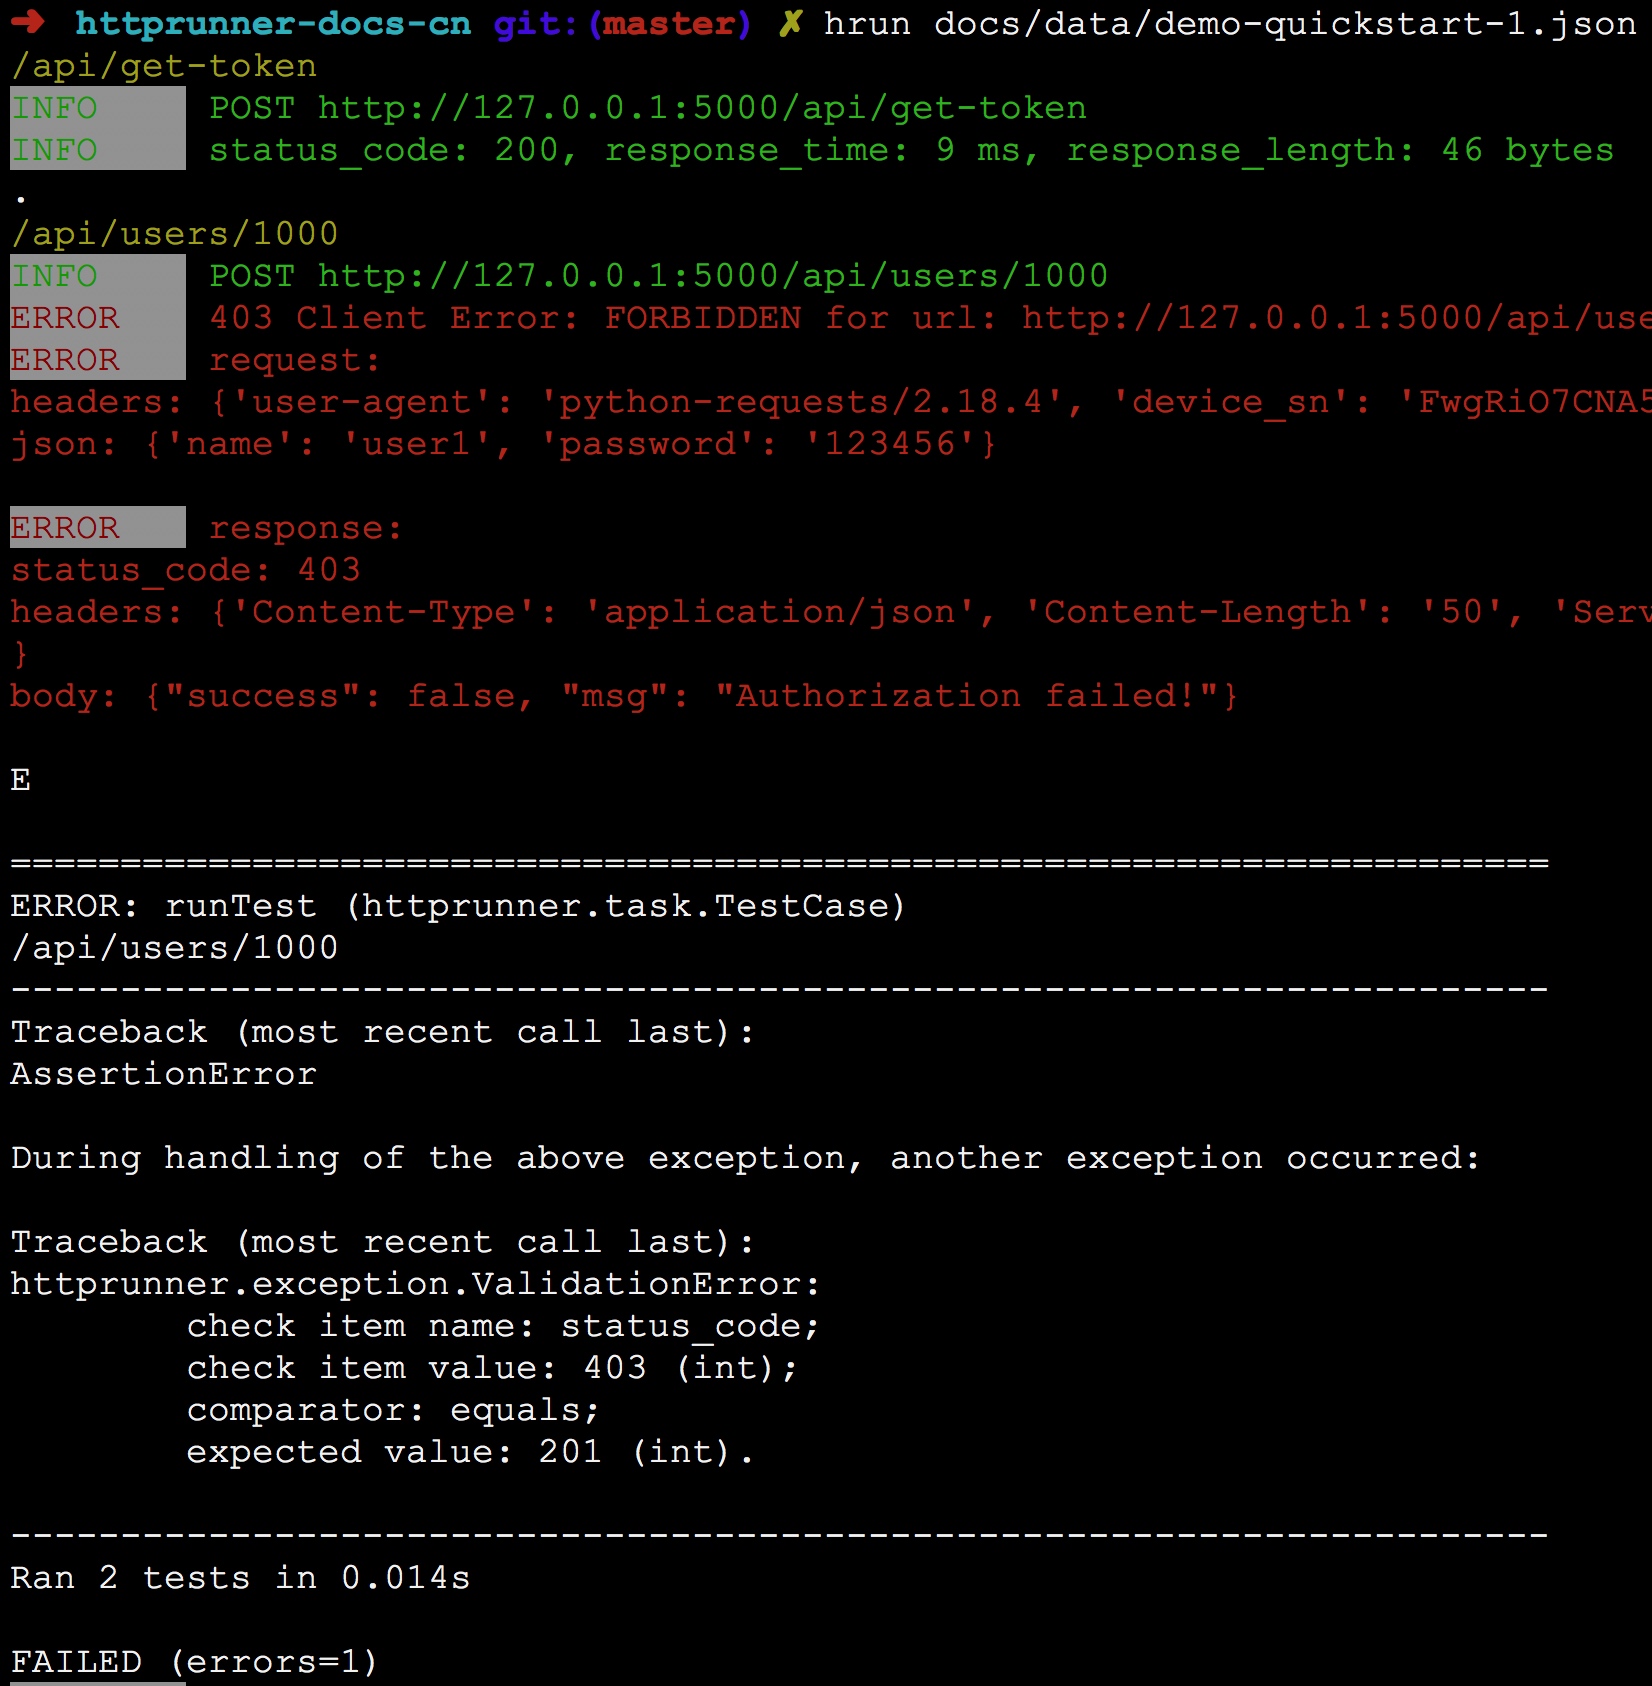 ➜ httprunner-docs-cn git:(master) ✗ hrun docs/data/demo-quickstart-1.json
/api/get-token
INFO POST http://127.0.0.1:5000/api/get-token
INFO status_code: 200, response_time: 9 ms, response_length: 46 bytes
.
/api/users/1000
INFO POST http://127.0.0.1:5000/api/users/1000
ERROR 403 Client Error: FORBIDDEN for url: http://127.0.0.1:5000/api/use
ERROR request:
headers: {'user-agent': 'python-requests/2.18.4', 'device_sn': 'FwgRiO7CNA5
json: {'name': 'user1', 'password': '123456'}
ERROR response:
status_code: 403
headers: {'Content-Type': 'application/json', 'Content-Length': '50', 'Serv
}
body: {"success": false, "msg": "Authorization failed!"}
E
======================================================================
ERROR: runTest (httprunner.task.TestCase)
/api/users/1000
----------------------------------------------------------------------
Traceback (most recent call last):
AssertionError
During handling of the above exception, another exception occurred:
Traceback (most recent call last):
httprunner.exception.ValidationError:
check item name: status_code;
check item value: 403 (int);
comparator: equals;
expected value: 201 (int).
----------------------------------------------------------------------
Ran 2 tests in 0.014s
FAILED (errors=1)